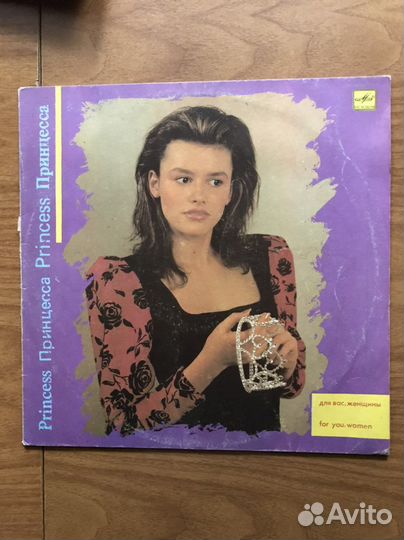 Princess Принцесса Princess Принцесса
для вас, женщины
for you, women
Avito